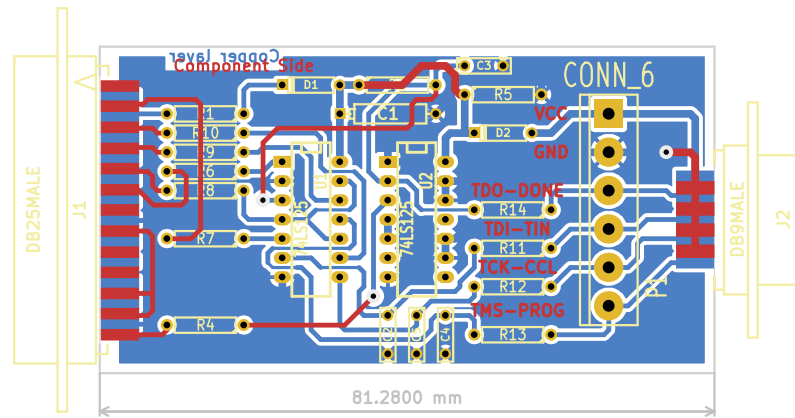 Copper layer
Component Side
CONN_6
C3
D1
R5
R1
C1
VCC
R10
D2
R9
GND
R6
U1
U2
R8
TDO-DONE
DB25MALE
J1
74LS125
74LS125
R14
DB9MALE
J2
TDI-TIN
R7
R11
TCK-CCL
R12
P1
TMS-PROG
R4
C2
C5
C4
R13
81.2800 mm